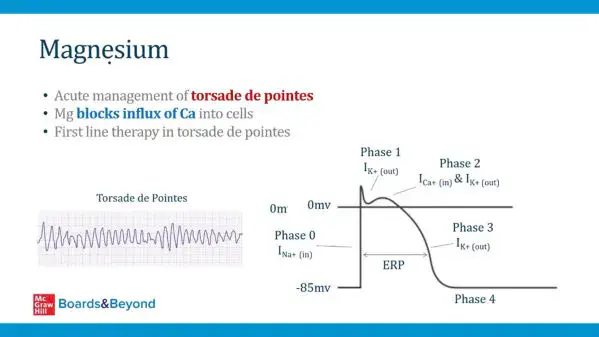 Magnesium
• Acute management of torsade de pointes
• Mg blocks influx of Ca into cells
• First line therapy in torsade de pointes
Torsade de Pointes
Phase 1
IK+ (out)
Phase 2
ICa+ (in) & IK+ (out)
0m
0mv
Phase 0
INa+ (in)
Phase 3
IK+ (out)
ERP
-85mv
Phase 4
Mc
Graw
Hill
Boards&Beyond